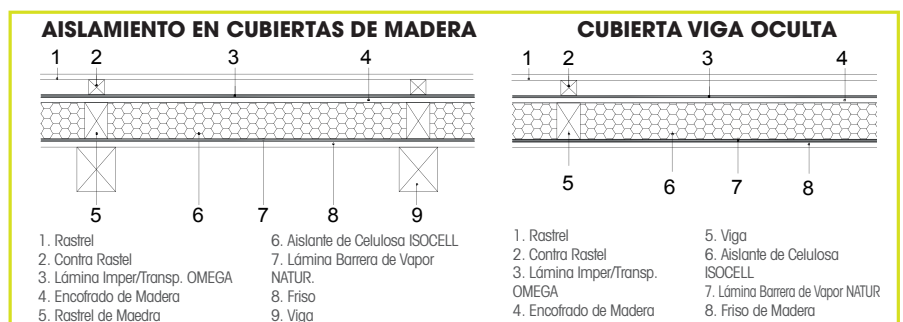 AISLAMIENTO EN CUBIERTAS DE MADERA
1 2 3 4
5 6 7 8 9
1. Rastrel
2. Contra Rastel
3. Lámina Imper/Transp. OMEGA
4. Encofrado de Madera
5. Rastrel de Maedra
6. Aislante de Celulosa ISOCELL
7. Lámina Barrera de Vapor
NATUR.
8. Friso
9. Viga
CUBIERTA VIGA OCULTA
1 2 3 4
5 6 7 8
1. Rastrel
2. Contra Rastel
3. Lámina Imper/Transp.
OMEGA
4. Encofrado de Madera
5. Viga
6. Aislante de Celulosa
ISOCELL
7. Lámina Barrera de Vapor NATUR
8. Friso de Madera